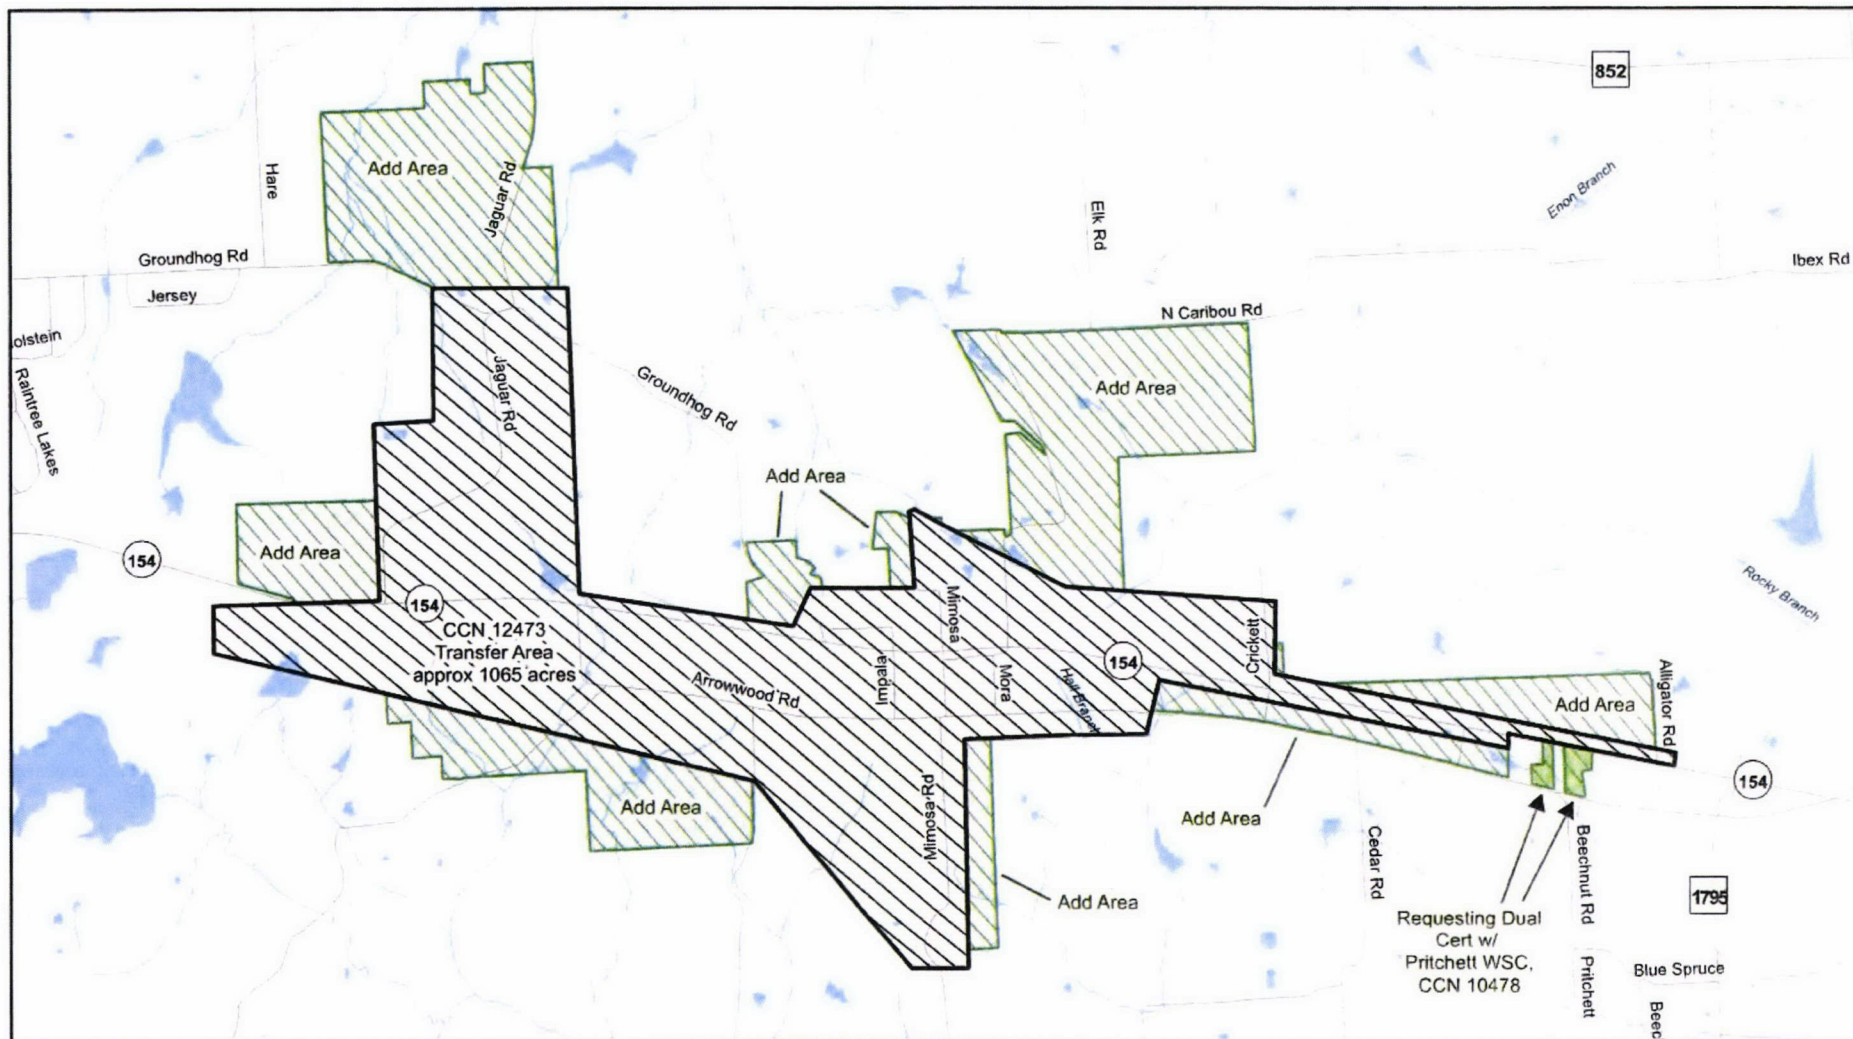 852
Add Area
Hare
Jaguar Rd
Enon Branch
Elk Rd
Groundhog Rd
Ibex Rd
Jersey
N Caribou Rd
olstein
Raintree Lakes
Jaguar Rd
Groundhog Rd
Add Area
Add Area
Add Area
154
154
CCN 12473
Transfer Area
approx 1065 acres
Rocky Branch
Mimosa
Crickett
154
Impala
Mora
Hall Branch
Arrowwood Rd
Alligator Rd
Add Area
154
Add Area
Mimosa Rd
Add Area
Cedar Rd
Beechnut Rd
1795
Add Area
Requesting Dual
Cert w/
Pritchett WSC,
CCN 10478
Pritchett
Blue Spruce
Beec